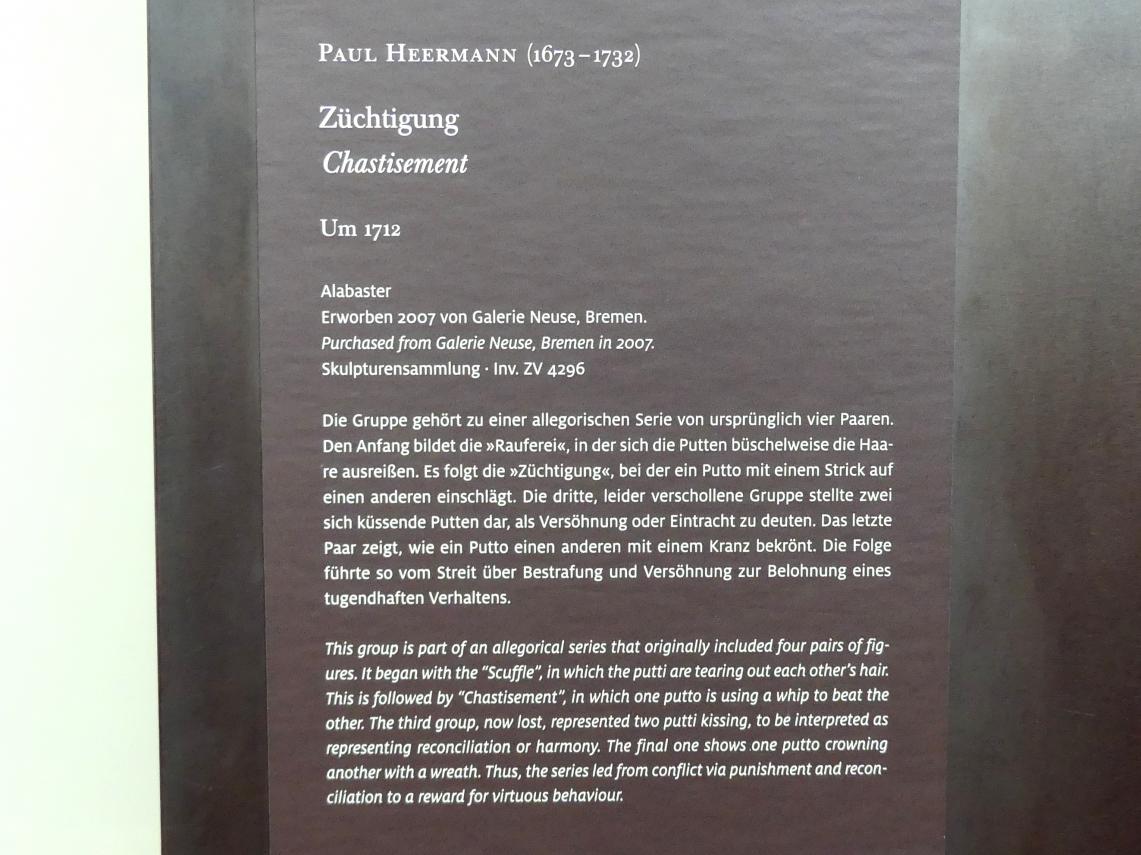 PAUL HEERMANN (1673–1732)
Züchtigung
Chastisement
Um 1712
Alabaster
Erworben 2007 von Galerie Neuse, Bremen.
Purchased from Galerie Neuse, Bremen in 2007.
Skulpturensammlung · Inv. ZV 4296
Die Gruppe gehört zu einer allegorischen Serie von ursprünglich vier Paaren.
Den Anfang bildet die »Rauferei«, in der sich die Putten büschelweise die Haa-
re ausreißen. Es folgt die »Züchtigung«, bei der ein Putto mit einem Strick auf
einen anderen einschlägt. Die dritte, leider verschollene Gruppe stellte zwei
sich küssende Putten dar, als Versöhnung oder Eintracht zu deuten. Das letzte
Paar zeigt, wie ein Putto einen anderen mit einem Kranz bekrönt. Die Folge
führte so vom Streit über Bestrafung und Versöhnung zur Belohnung eines
tugendhaften Verhaltens.
This group is part of an allegorical series that originally included four pairs of fig-
ures. It began with the “Scuffle”, in which the putti are tearing out each other’s hair.
This is followed by “Chastisement”, in which one putto is using a whip to beat the
other. The third group, now lost, represented two putti kissing, to be interpreted as
representing reconciliation or harmony. The final one shows one putto crowning
another with a wreath. Thus, the series led from conflict via punishment and recon-
ciliation to a reward for virtuous behaviour.